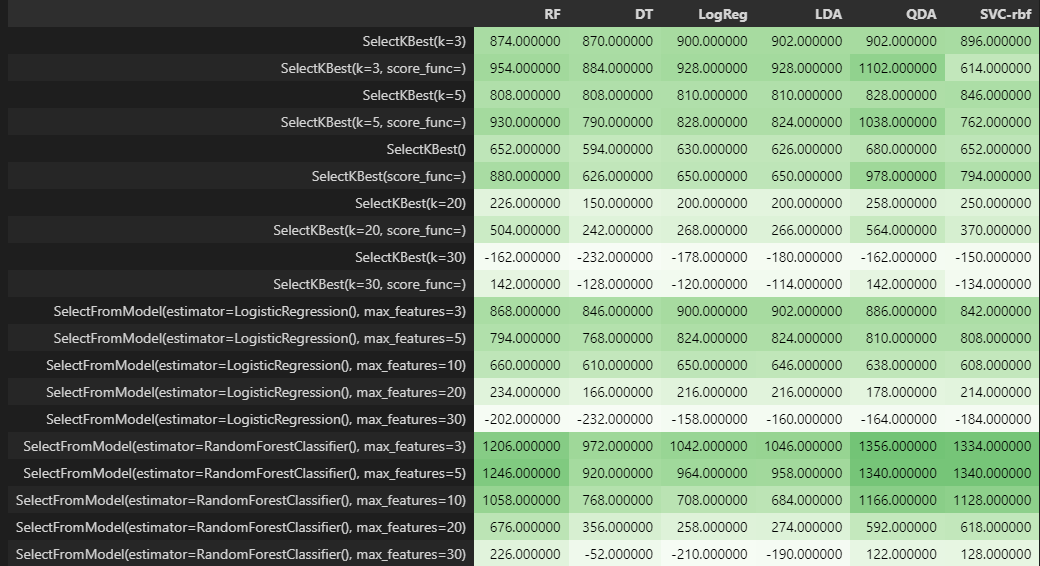 RF DT LogReg LDA QDA SVC-rbf
SelectKBest(k=3) 874.000000 870.000000 900.000000 902.000000 902.000000 896.000000
SelectKBest(k=3, score_func=) 954.000000 884.000000 928.000000 928.000000 1102.000000 614.000000
SelectKBest(k=5) 808.000000 808.000000 810.000000 810.000000 828.000000 846.000000
SelectKBest(k=5, score_func=) 930.000000 790.000000 828.000000 824.000000 1038.000000 762.000000
SelectKBest() 652.000000 594.000000 630.000000 626.000000 680.000000 652.000000
SelectKBest(score_func=) 880.000000 626.000000 650.000000 650.000000 978.000000 794.000000
SelectKBest(k=20) 226.000000 150.000000 200.000000 200.000000 258.000000 250.000000
SelectKBest(k=20, score_func=) 504.000000 242.000000 268.000000 266.000000 564.000000 370.000000
SelectKBest(k=30) -162.000000 -232.000000 -178.000000 -180.000000 -162.000000 -150.000000
SelectKBest(k=30, score_func=) 142.000000 -128.000000 -120.000000 -114.000000 142.000000 -134.000000
SelectFromModel(estimator=LogisticRegression(), max_features=3) 868.000000 846.000000 900.000000 902.000000 886.000000 842.000000
SelectFromModel(estimator=LogisticRegression(), max_features=5) 794.000000 768.000000 824.000000 824.000000 810.000000 808.000000
SelectFromModel(estimator=LogisticRegression(), max_features=10) 660.000000 610.000000 650.000000 646.000000 638.000000 608.000000
SelectFromModel(estimator=LogisticRegression(), max_features=20) 234.000000 166.000000 216.000000 216.000000 178.000000 214.000000
SelectFromModel(estimator=LogisticRegression(), max_features=30) -202.000000 -232.000000 -158.000000 -160.000000 -164.000000 -184.000000
SelectFromModel(estimator=RandomForestClassifier(), max_features=3) 1206.000000 972.000000 1042.000000 1046.000000 1356.000000 1334.000000
SelectFromModel(estimator=RandomForestClassifier(), max_features=5) 1246.000000 920.000000 964.000000 958.000000 1340.000000 1340.000000
SelectFromModel(estimator=RandomForestClassifier(), max_features=10) 1058.000000 768.000000 708.000000 684.000000 1166.000000 1128.000000
SelectFromModel(estimator=RandomForestClassifier(), max_features=20) 676.000000 356.000000 258.000000 274.000000 592.000000 618.000000
SelectFromModel(estimator=RandomForestClassifier(), max_features=30) 226.000000 -52.000000 -210.000000 -190.000000 122.000000 128.000000